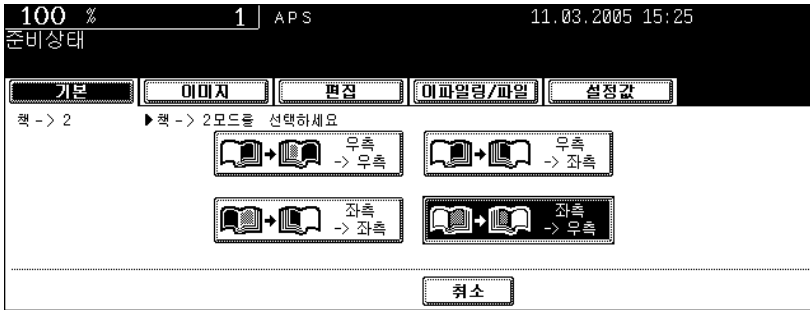 100 % 1 APS 11.03.2005 15:25
준비상태
기본 이미지 편집 이파일링/파일 설정값
책 -> 2 ▶책 -> 2모드를 선택하세요
우측 -> 우측 우측 -> 좌측
좌측 -> 좌측 좌측 -> 우측
취소